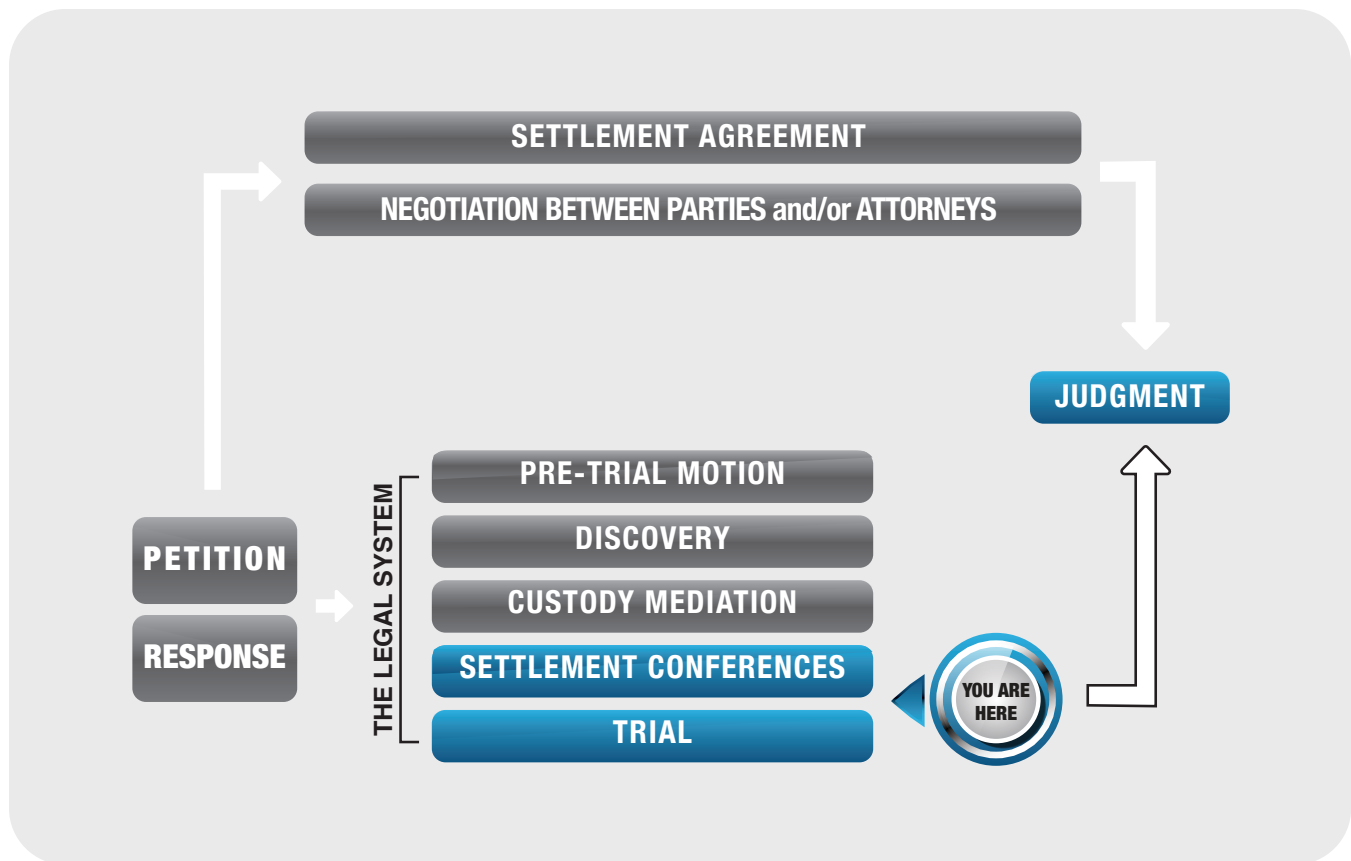 SETTLEMENT AGREEMENT
NEGOTIATION BETWEEN PARTIES and/or ATTORNEYS
JUDGMENT
PETITION
RESPONSE
THE LEGAL SYSTEM
PRE-TRIAL MOTION
DISCOVERY
CUSTODY MEDIATION
SETTLEMENT CONFERENCES
TRIAL
YOU ARE
HERE